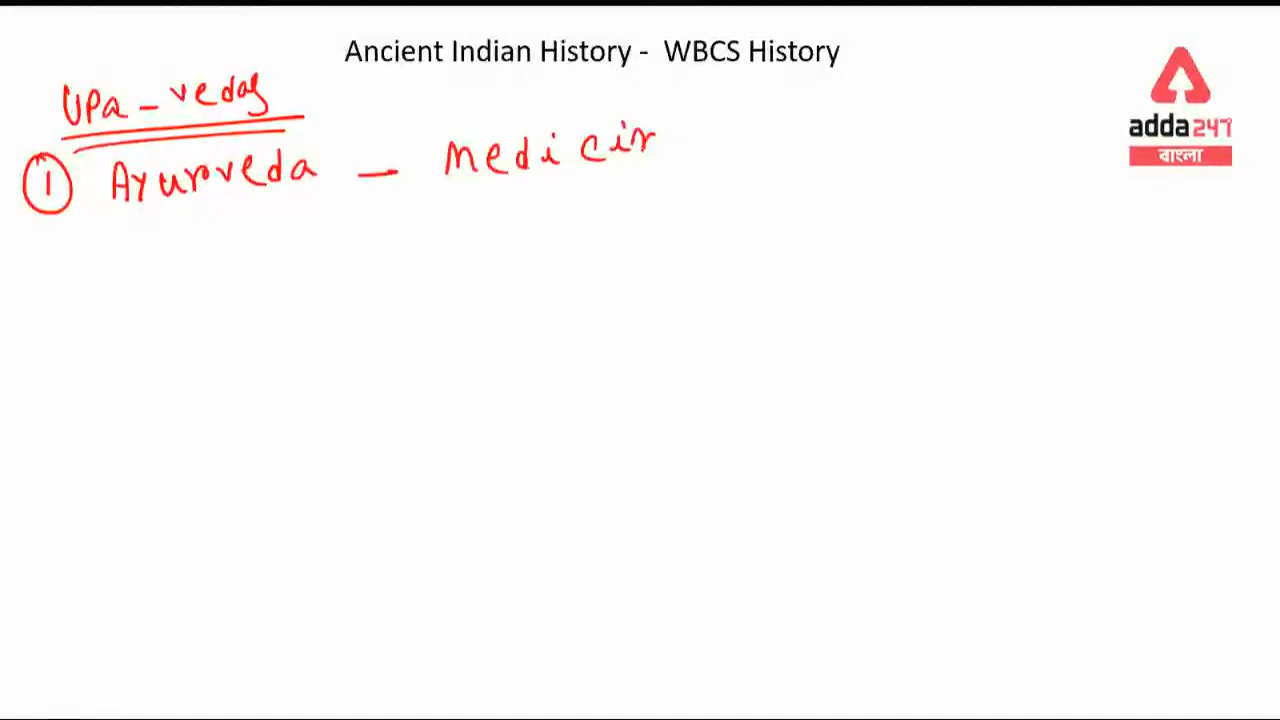 Ancient Indian History - WBCS History
Upa - vedas
1 Ayurveda - Medicin
adda247
বাংলা